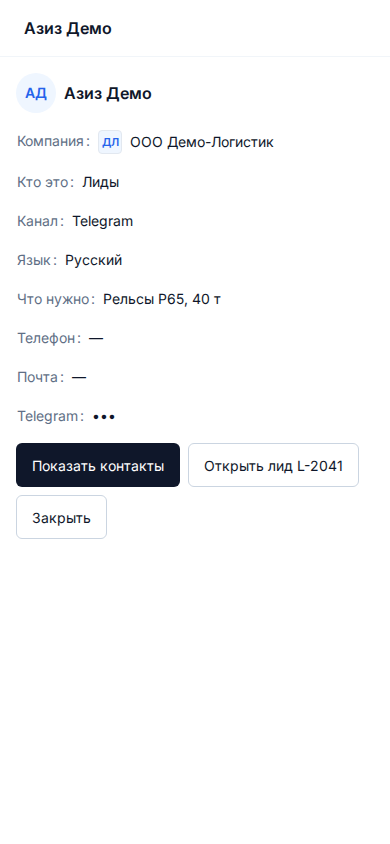 Азиз Демо
АД Азиз Демо
Компания: ДЛ ООО Демо-Логистик
Кто это: Лиды
Канал: Telegram
Язык: Русский
Что нужно: Рельсы Р65, 40 т
Телефон: —
Почта: —
Telegram: •••
Показать контакты Открыть лид L-2041
Закрыть